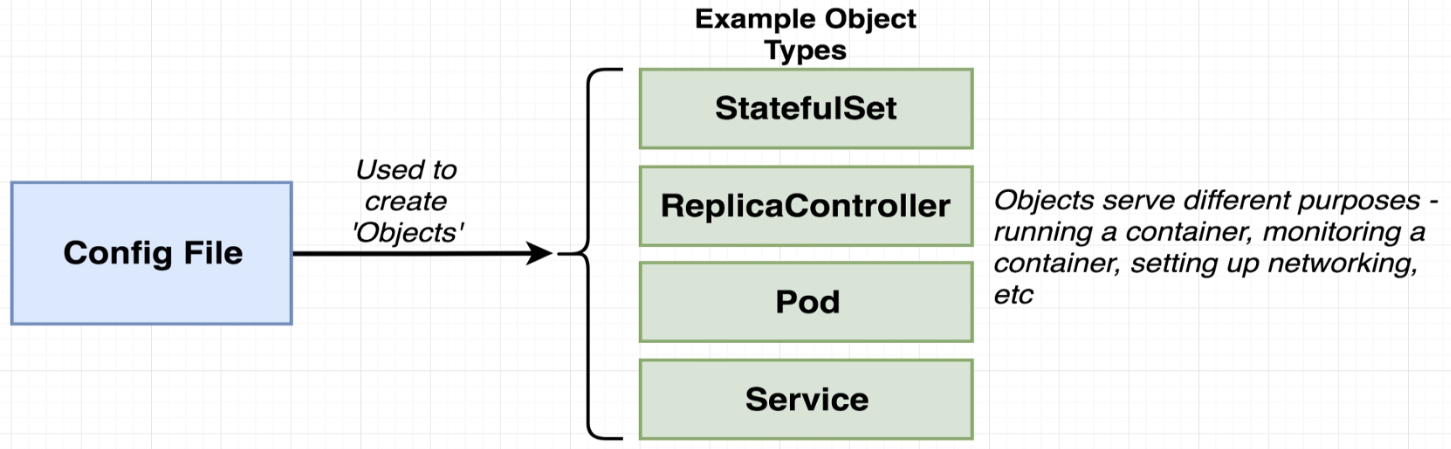 Example Object
Types
StatefulSet
Used to
create
'Objects'
Config File
ReplicaController
Objects serve different purposes -
running a container, monitoring a
container, setting up networking,
etc
Pod
Service